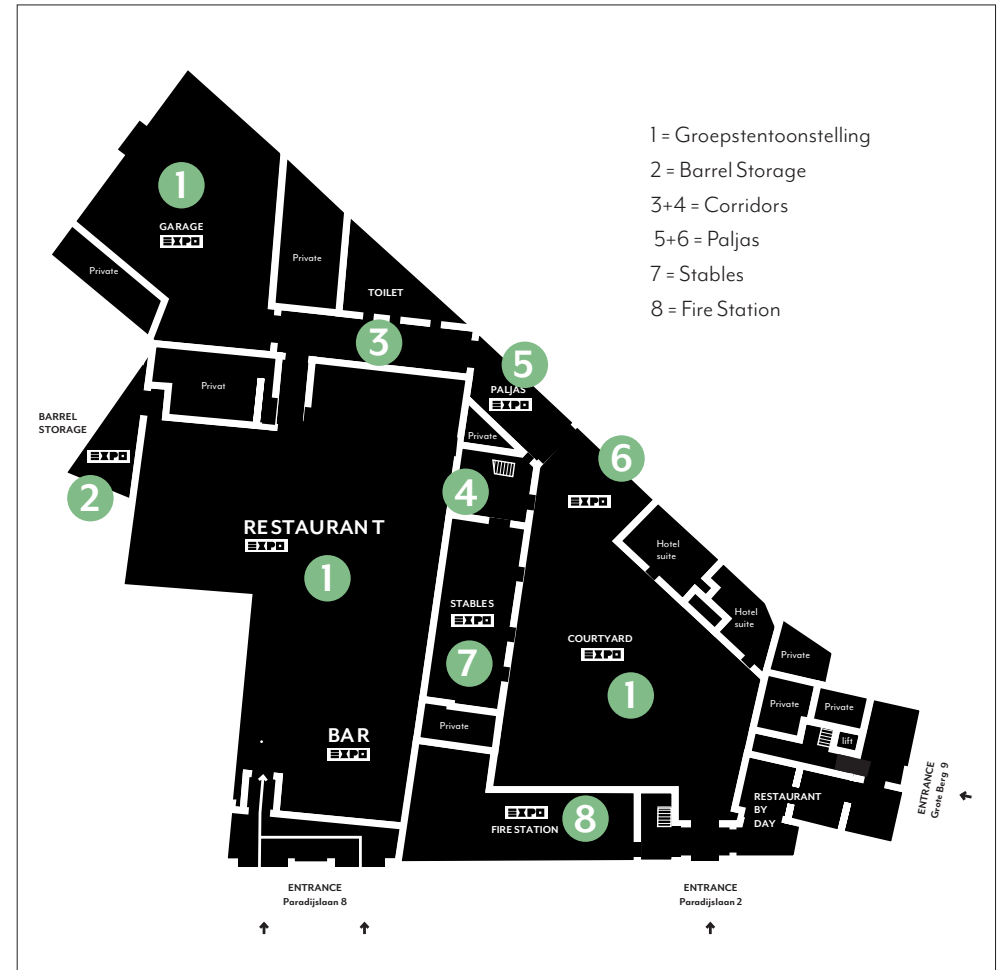 1 = Groepstentoonstelling
2 = Barrel Storage
3+4 = Corridors
5+6 = Paljas
7 = Stables
8 = Fire Station
1
GARAGE
EXPO
Private
Private
TOILET
3
5
PALJAS
EXPO
Privat
BARREL
STORAGE
EXPO
2
Private
6
EXPO
4
RESTAURANT
EXPO
1
Hotel
suite
Hotel
suite
STABLES
EXPO
7
COURTYARD
EXPO
1
Private
Private
Private
lift
Private
BAR
EXPO
EXPO
FIRE STATION
8
RESTAURANT
BY
DAY
ENTRANCE
Grote Berg 9
ENTRANCE
Paradijslaan 8
ENTRANCE
Paradijslaan 2